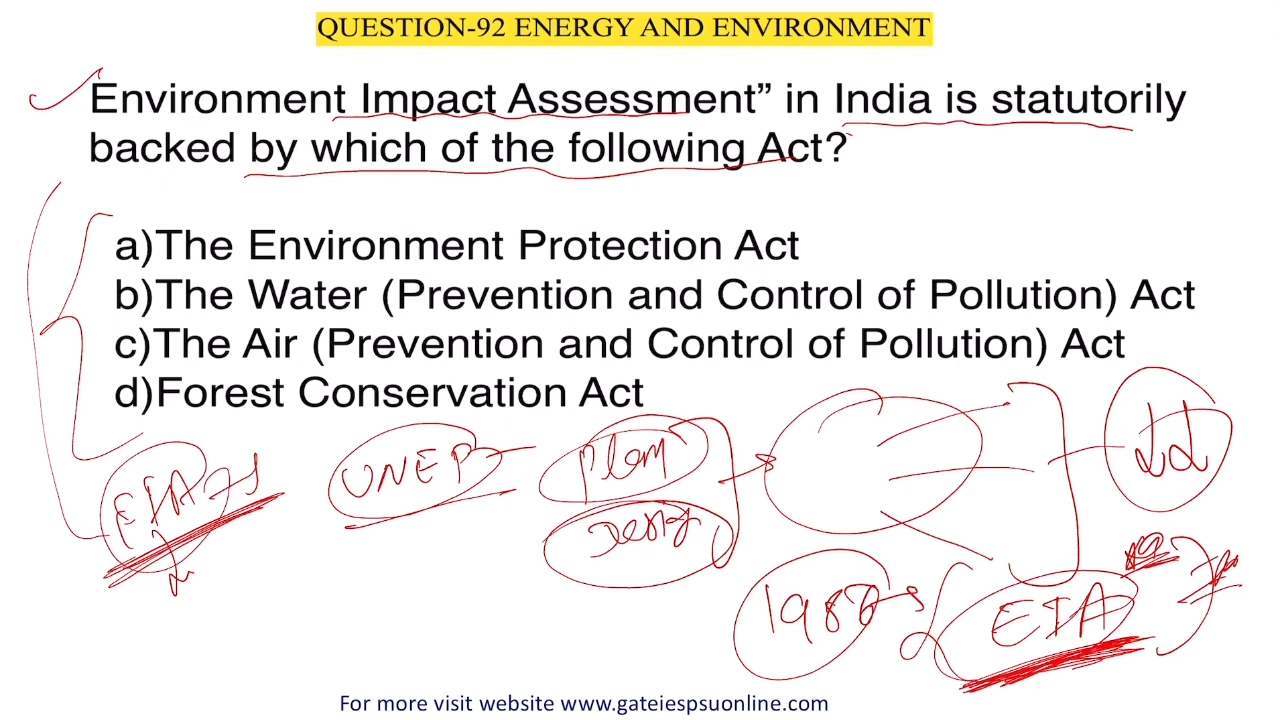 QUESTION-92 ENERGY AND ENVIRONMENT
Environment Impact Assessment” in India is statutorily
backed by which of the following Act?
a)The Environment Protection Act
b)The Water (Prevention and Control of Pollution) Act
c)The Air (Prevention and Control of Pollution) Act
d)Forest Conservation Act
EIA
UNEP
EIA
For more visit website www.gateiespsuonline.com